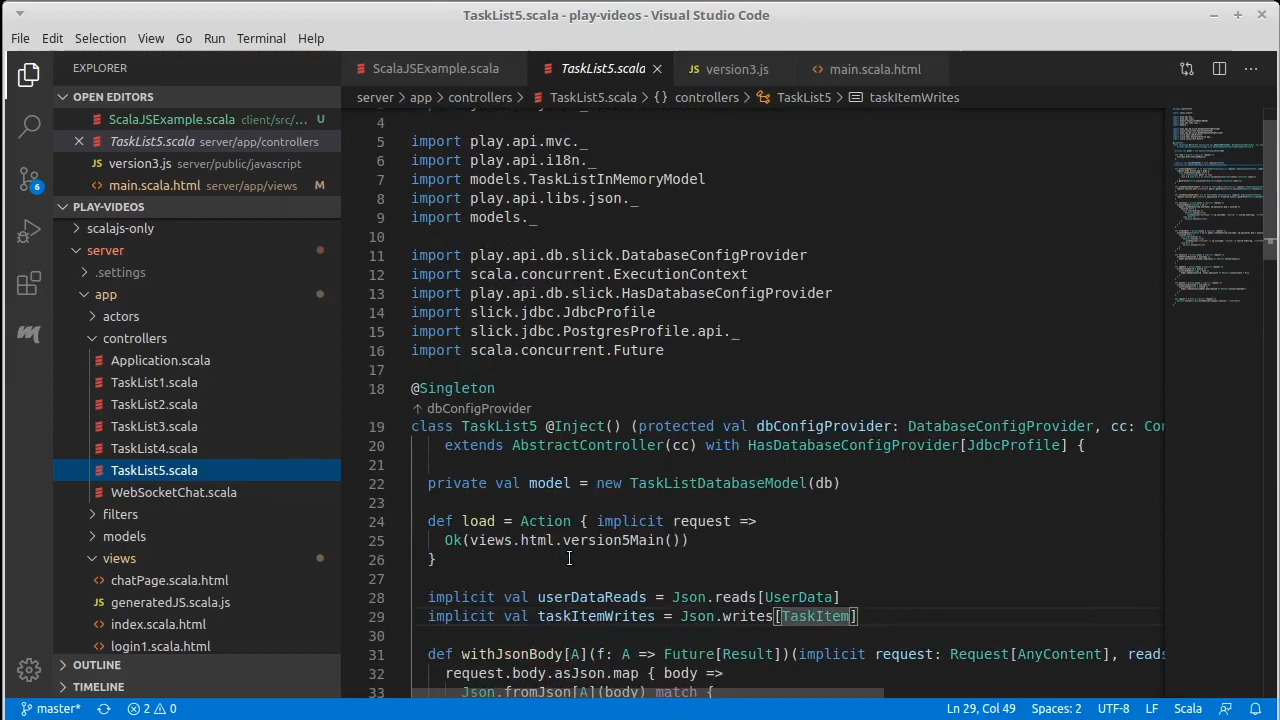 TaskList5.scala - play-videos - Visual Studio Code
File Edit Selection View Go Run Terminal Help
EXPLORER
OPEN EDITORS
ScalaJSExample.scala client/src/... U
TaskList5.scala server/app/controllers
version3.js server/public/javascript
main.scala.html server/app/views M
PLAY-VIDEOS
scalajs-only
server
.settings
app
actors
controllers
Application.scala
TaskList1.scala
TaskList2.scala
TaskList3.scala
TaskList4.scala
TaskList5.scala
WebSocketChat.scala
filters
models
views
chatPage.scala.html
generatedJS.scala.js
index.scala.html
login1.scala.html
OUTLINE
TIMELINE
6
ScalaJSExample.scala TaskList5.scala JS version3.js main.scala.html
server > app > controllers > TaskList5.scala > {} controllers > TaskList5 > taskItemWrites
4
5 import play.api.mvc._
6 import play.api.i18n._
7 import models.TaskListInMemoryModel
8 import play.api.libs.json._
9 import models._
10
11 import play.api.db.slick.DatabaseConfigProvider
12 import scala.concurrent.ExecutionContext
13 import play.api.db.slick.HasDatabaseConfigProvider
14 import slick.jdbc.JdbcProfile
15 import slick.jdbc.PostgresProfile.api._
16 import scala.concurrent.Future
17
18 @Singleton
↑ dbConfigProvider
19 class TaskList5 @Inject() (protected val dbConfigProvider: DatabaseConfigProvider, cc: Con
20 extends AbstractController(cc) with HasDatabaseConfigProvider[JdbcProfile] {
21
22 private val model = new TaskListDatabaseModel(db)
23
24 def load = Action { implicit request =>
25 Ok(views.html.version5Main())
26 }
27
28 implicit val userDataReads = Json.reads[UserData]
29 implicit val taskItemWrites = Json.writes[TaskItem]
30
31 def withJsonBody[A](f: A => Future[Result])(implicit request: Request[AnyContent], reads
32 request.body.asJson.map { body =>
33 Json.fromJson[A](body) match {
master* 2 0 Ln 29, Col 49 Spaces: 2 UTF-8 LF Scala